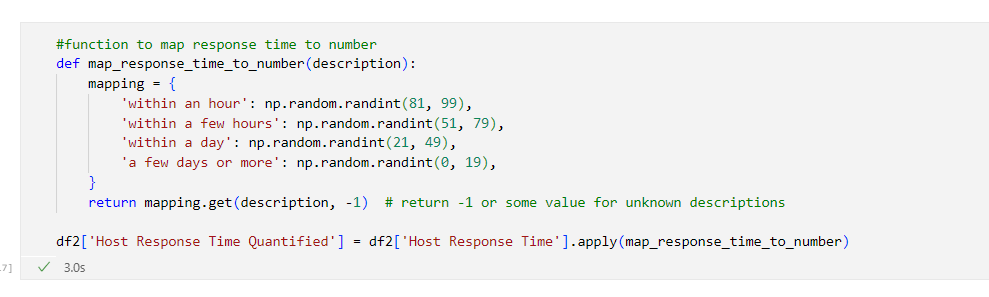 #function to map response time to number
def map_response_time_to_number(description):
    mapping = {
        'within an hour': np.random.randint(81, 99),
        'within a few hours': np.random.randint(51, 79),
        'within a day': np.random.randint(21, 49),
        'a few days or more': np.random.randint(0, 19),
    }
    return mapping.get(description, -1)  # return -1 or some value for unknown descriptions

df2['Host Response Time Quantified'] = df2['Host Response Time'].apply(map_response_time_to_number)
.7] ✓ 3.0s